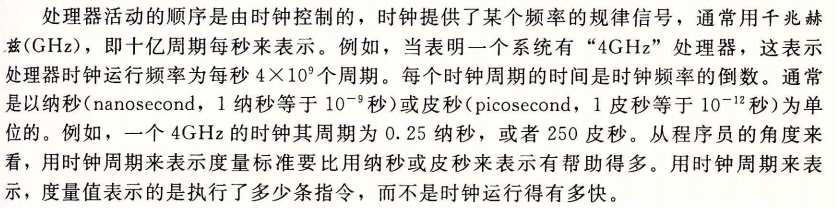 处理器活动的顺序是由时钟控制的，时钟提供了某个频率的规律信号，通常用千兆赫
兹(GHz)，即十亿周期每秒来表示。例如，当表明一个系统有“4GHz”处理器，这表示
处理器时钟运行频率为每秒 4×10⁹个周期。每个时钟周期的时间是时钟频率的倒数。通常
是以纳秒(nanosecond，1 纳秒等于 10⁻⁹秒)或皮秒(picosecond，1 皮秒等于 10⁻¹²秒)为单
位的。例如，一个 4GHz 的时钟其周期为 0.25 纳秒，或者 250 皮秒。从程序员的角度来
看，用时钟周期来表示度量标准要比用纳秒或皮秒来表示有帮助得多。用时钟周期来表
示，度量值表示的是执行了多少条指令，而不是时钟运行得有多快。